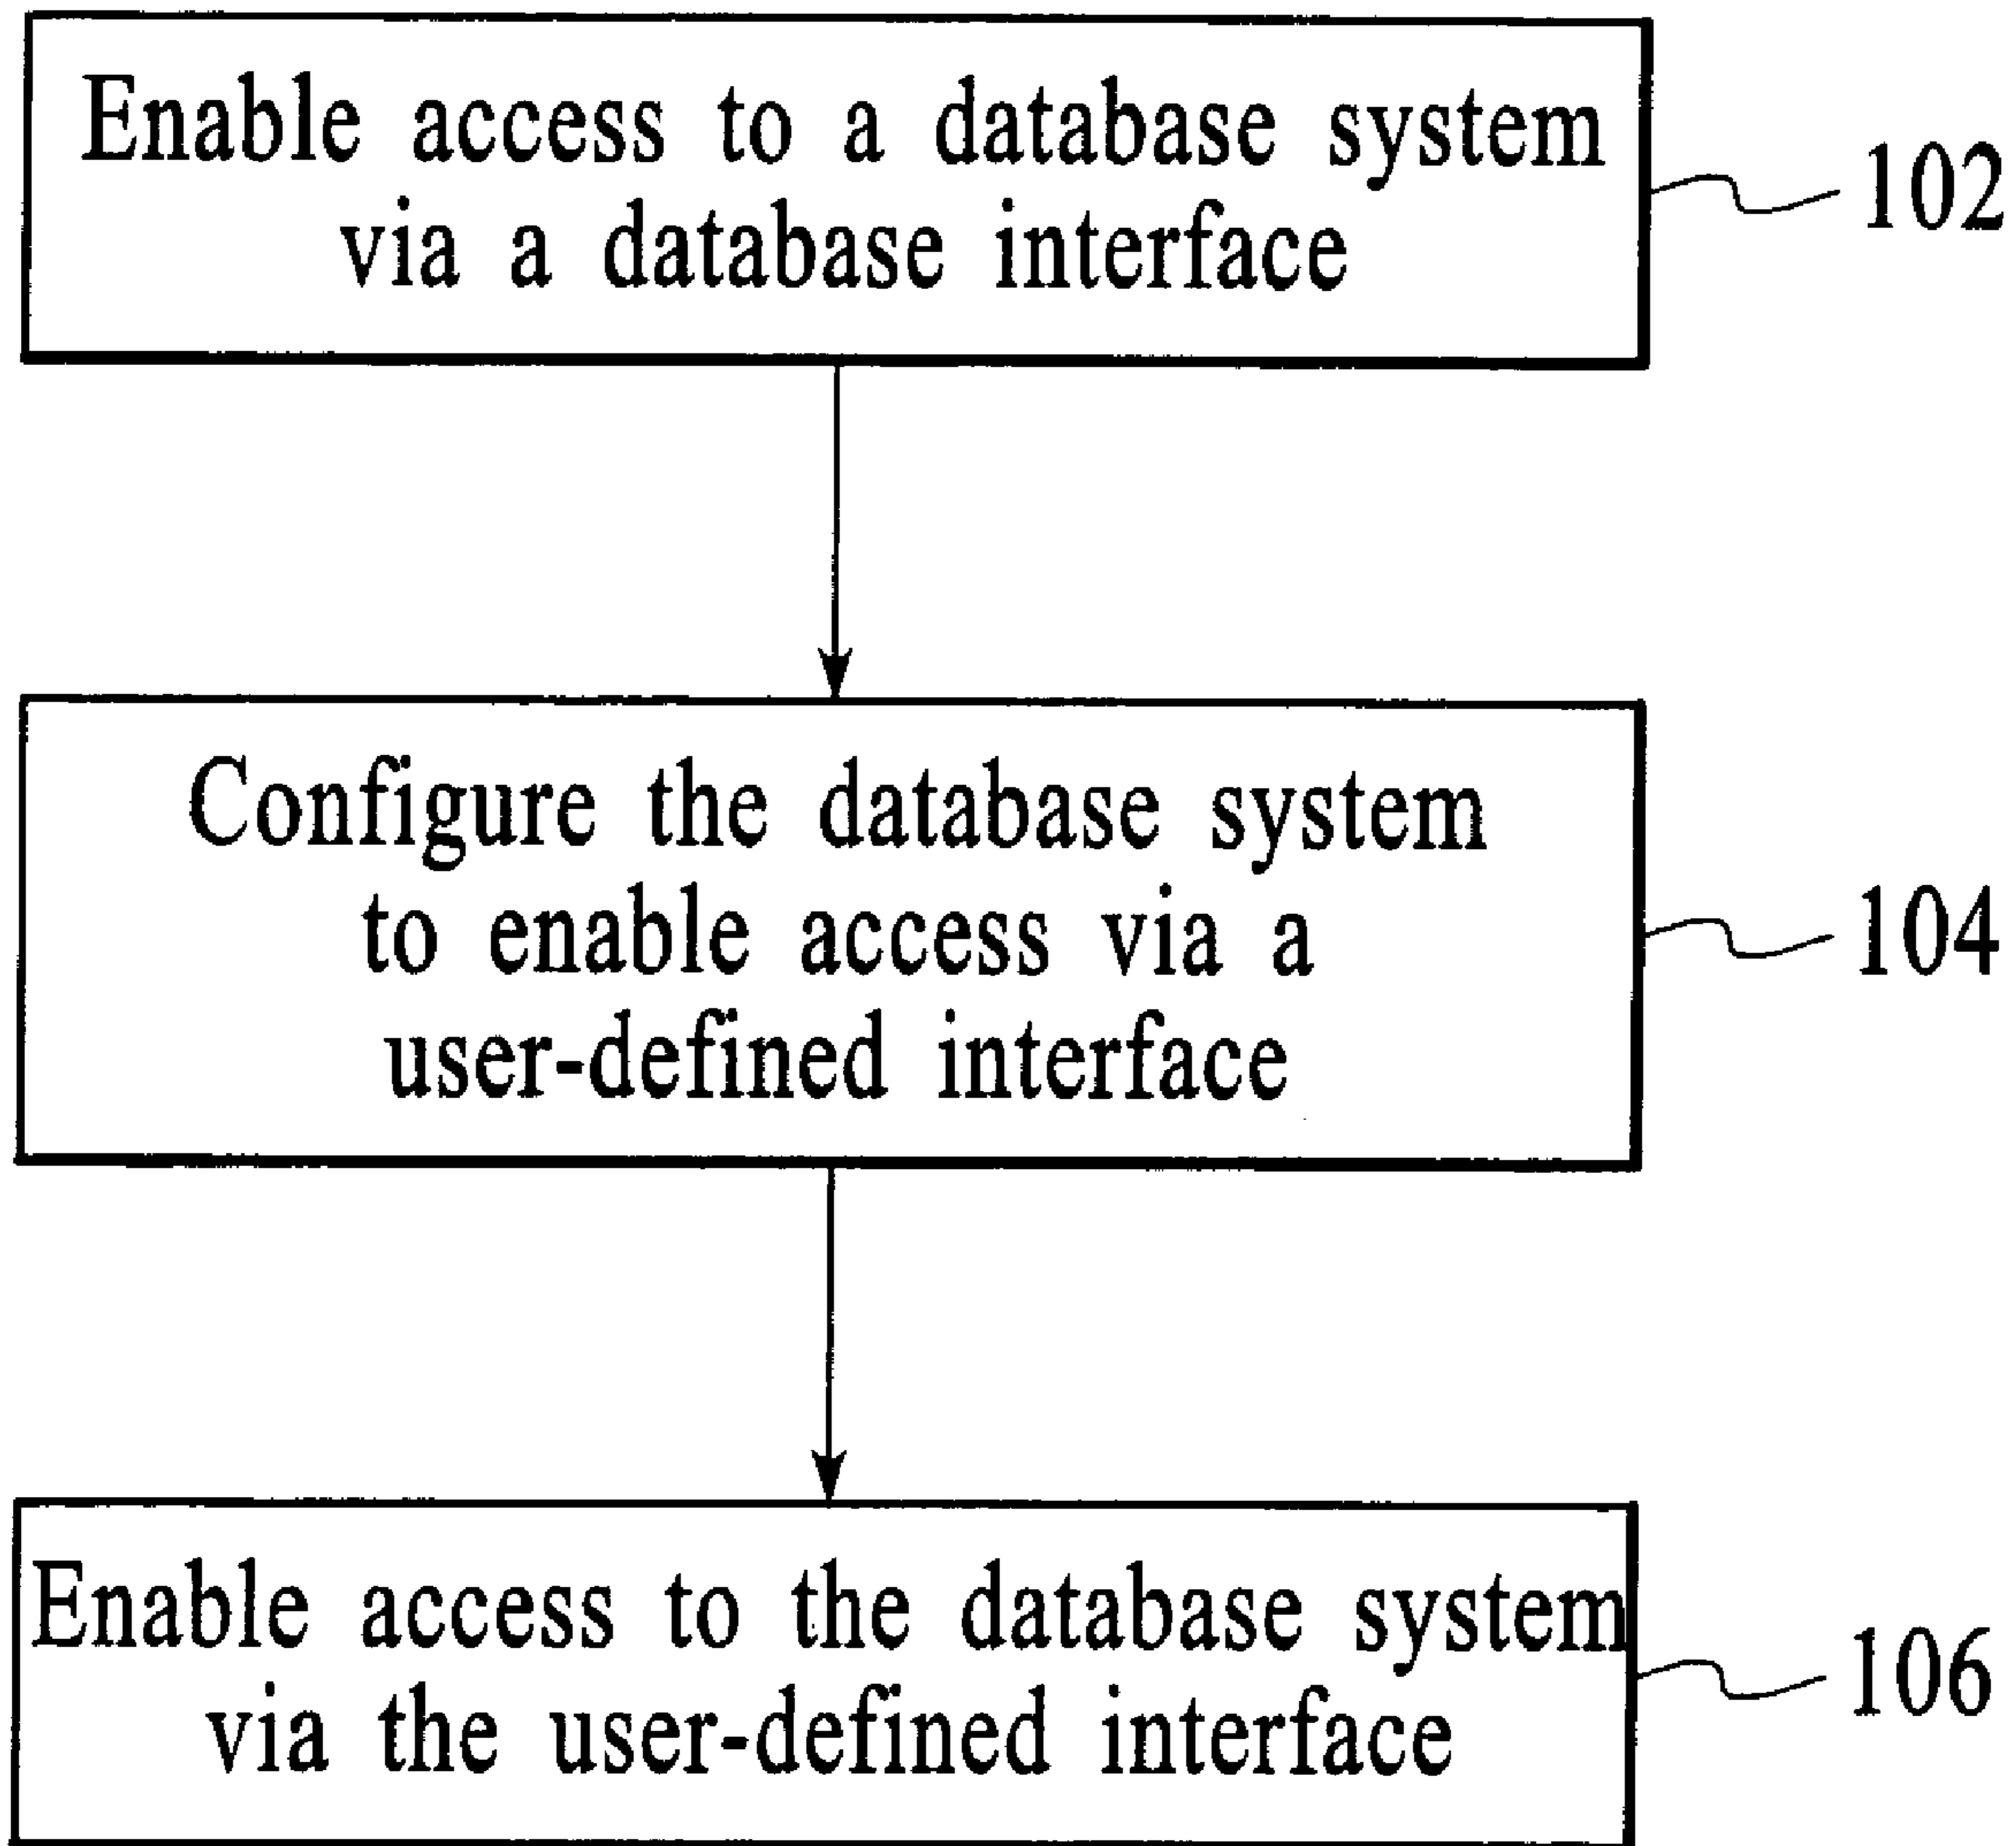 Enable access to a database system
via a database interface
102
Configure the database system
to enable access via a
user-defined interface
104
Enable access to the database system
via the user-defined interface
106